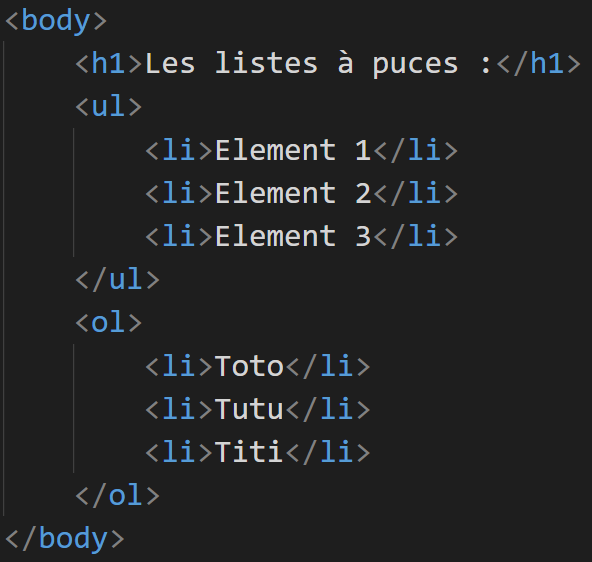 <body>
<h1>Les listes à puces :</h1>
<ul>
<li>Element 1</li>
<li>Element 2</li>
<li>Element 3</li>
</ul>
<ol>
<li>Toto</li>
<li>Tutu</li>
<li>Titi</li>
</ol>
</body>